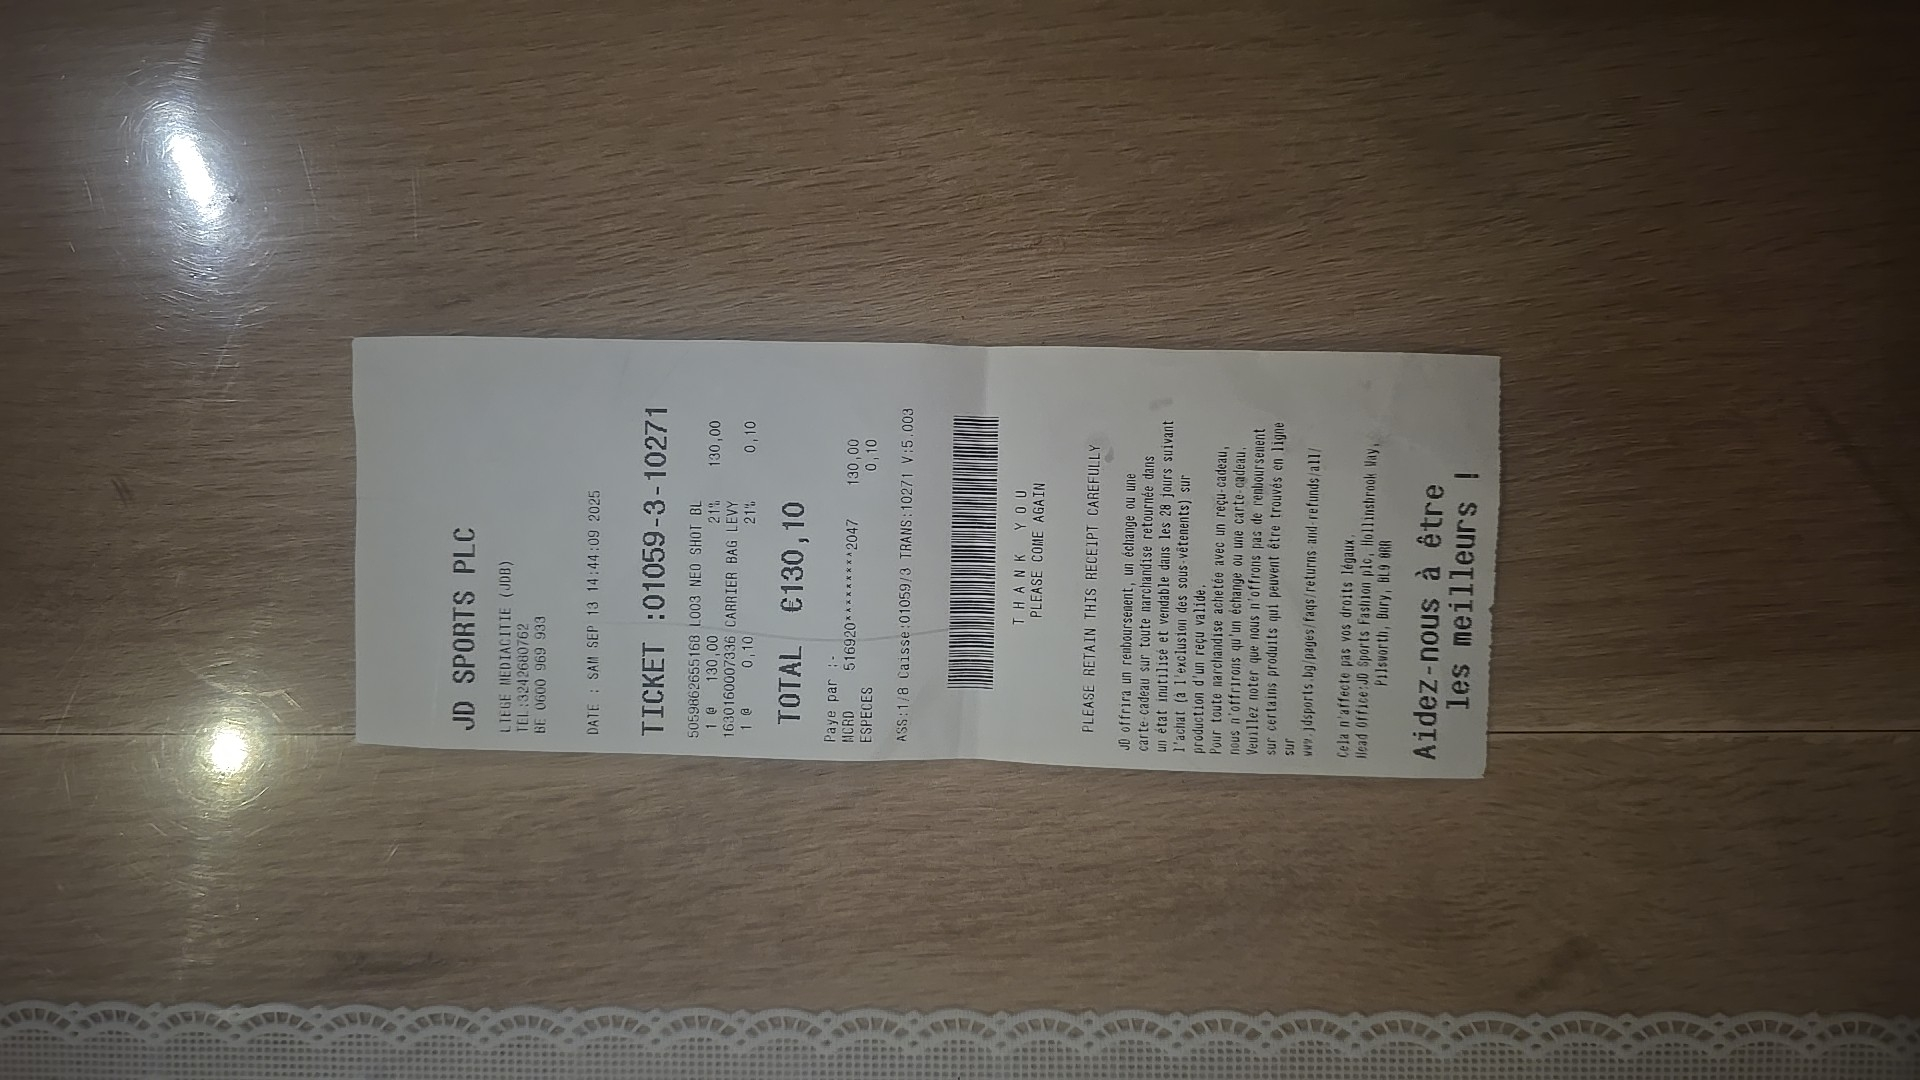 JD SPORTS PLC
LIEGE MEDIACITIE (JDB)
TEL:3242680762
BE 0600 969 933
DATE : SAM SEP 13 14:44:09 2025
TICKET :01059-3-10271
5059862655168 L003 NEO SHOT BL
1 @ 130,00 21% 130,00
1630160007336 CARRIER BAG LEVY
1 @ 0,10 21% 0,10
TOTAL €130,10
Paye par :-
MCRD 516920**********2047 130,00
ESPECES 0,10
ASS:1/8 Caisse:01059/3 TRANS:10271 V:5.003
T H A N K Y O U
PLEASE COME AGAIN
PLEASE RETAIN THIS RECEIPT CAREFULLY
JD offrira un remboursement, un échange ou une
carte-cadeau sur toute marchandise retournée dans
un état inutilisé et vendable dans les 28 jours suivant
l'achat (à l'exclusion des sous-vêtements) sur
production d'un reçu valide.
Pour toute marchandise achetée avec un reçu-cadeau,
nous n'offrirons qu'un échange ou une carte-cadeau.
Veuillez noter que nous n'offrons pas de remboursement
sur certains produits qui peuvent être trouvés en ligne
sur
www.jdsports.bg/pages/faqs/returns-and-refunds/all/
Cela n'affecte pas vos droits légaux.
Head Office:JD Sports Fashion plc, Hollinsbrook Way,
Pilsworth, Bury, BL9 8RR
Aidez-nous à être
les meilleurs !